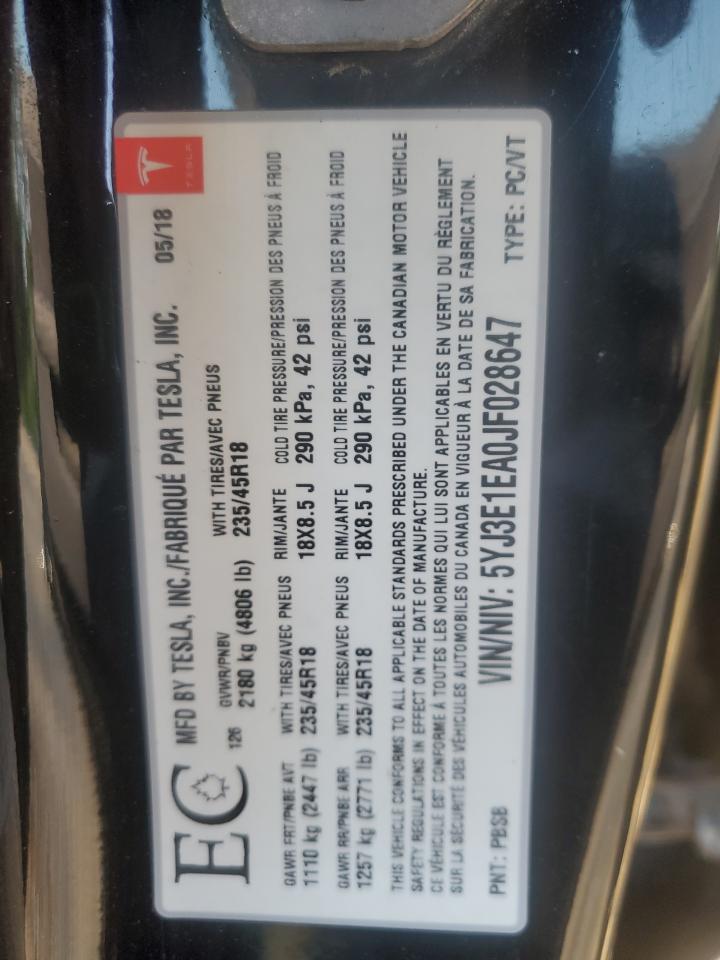 TESLA
EC
MFD BY TESLA, INC./FABRIQUÉ PAR TESLA, INC. 05/18
126
GVWR/PNBV WITH TIRES/AVEC PNEUS
2180 kg (4806 lb) 235/45R18
GAWR FRT/PNBE AVT WITH TIRES/AVEC PNEUS RIM/JANTE COLD TIRE PRESSURE/PRESSION DES PNEUS À FROID
1110 kg (2447 lb) 235/45R18 18X8.5 J 290 kPa, 42 psi
GAWR RR/PNBE ARR WITH TIRES/AVEC PNEUS RIM/JANTE COLD TIRE PRESSURE/PRESSION DES PNEUS À FROID
1257 kg (2771 lb) 235/45R18 18X8.5 J 290 kPa, 42 psi
THIS VEHICLE CONFORMS TO ALL APPLICABLE STANDARDS PRESCRIBED UNDER THE CANADIAN MOTOR VEHICLE
SAFETY REGULATIONS IN EFFECT ON THE DATE OF MANUFACTURE.
CE VÉHICULE EST CONFORME À TOUTES LES NORMES QUI LUI SONT APPLICABLES EN VERTU DU RÈGLEMENT
SUR LA SÉCURITÉ DES VÉHICULES AUTOMOBILES DU CANADA EN VIGUEUR À LA DATE DE SA FABRICATION.
PNT: PBSB VIN/NIV: 5YJ3E1EA0JF028647 TYPE: PC/VT